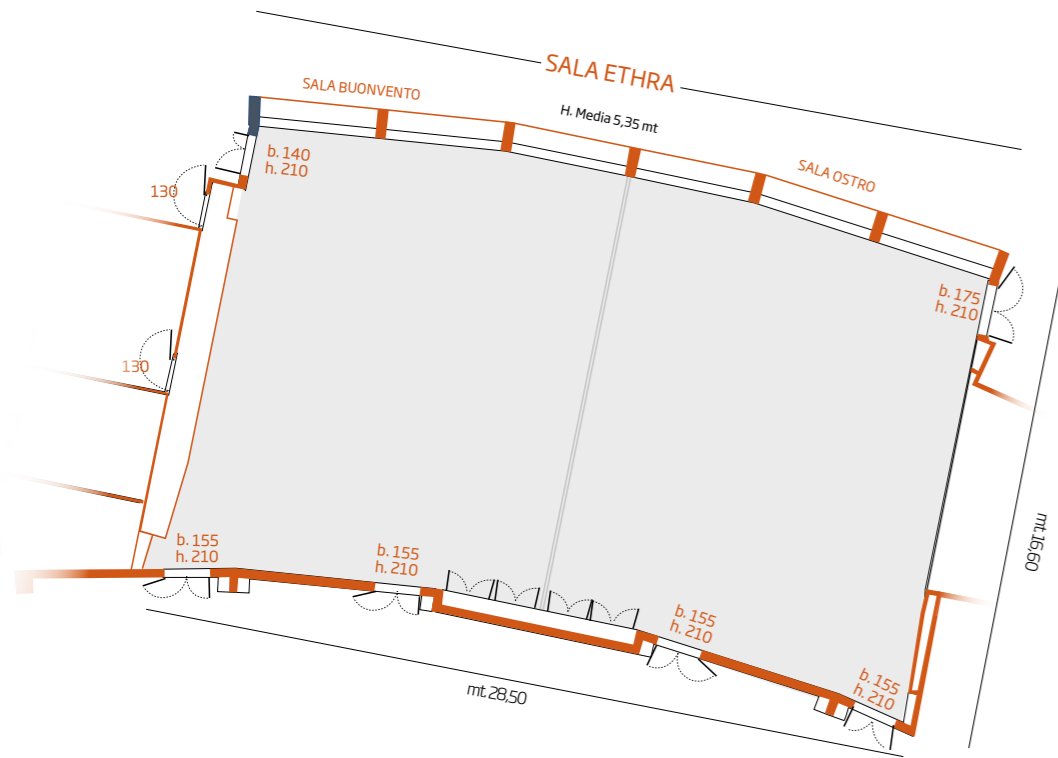 SALA ETHRA
SALA BUONVENTO
H. Media 5,35 mt
SALA OSTRO
b. 140
h. 210
130
b. 175
h. 210
130
mt.16,60
b. 155
h. 210
b. 155
h. 210
b. 155
h. 210
b. 155
h. 210
mt.28,50